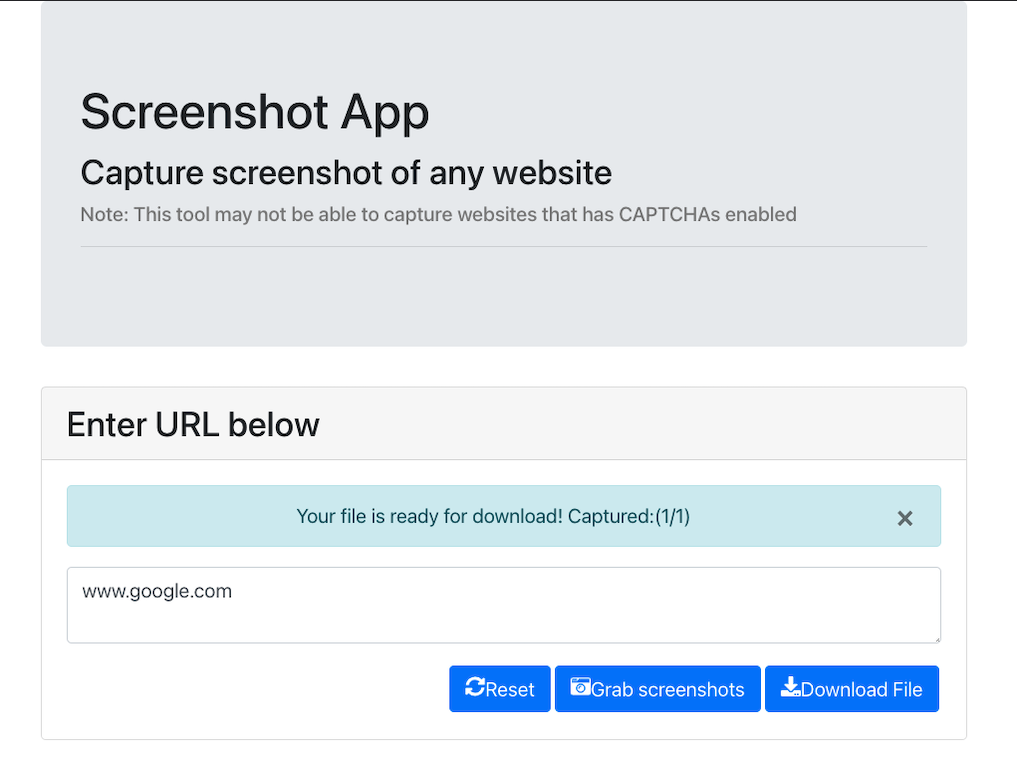 Screenshot App
Capture screenshot of any website
Note: This tool may not be able to capture websites that has CAPTCHAs enabled
Enter URL below
Your file is ready for download! Captured:(1/1) ×
www.google.com
Reset Grab screenshots Download File